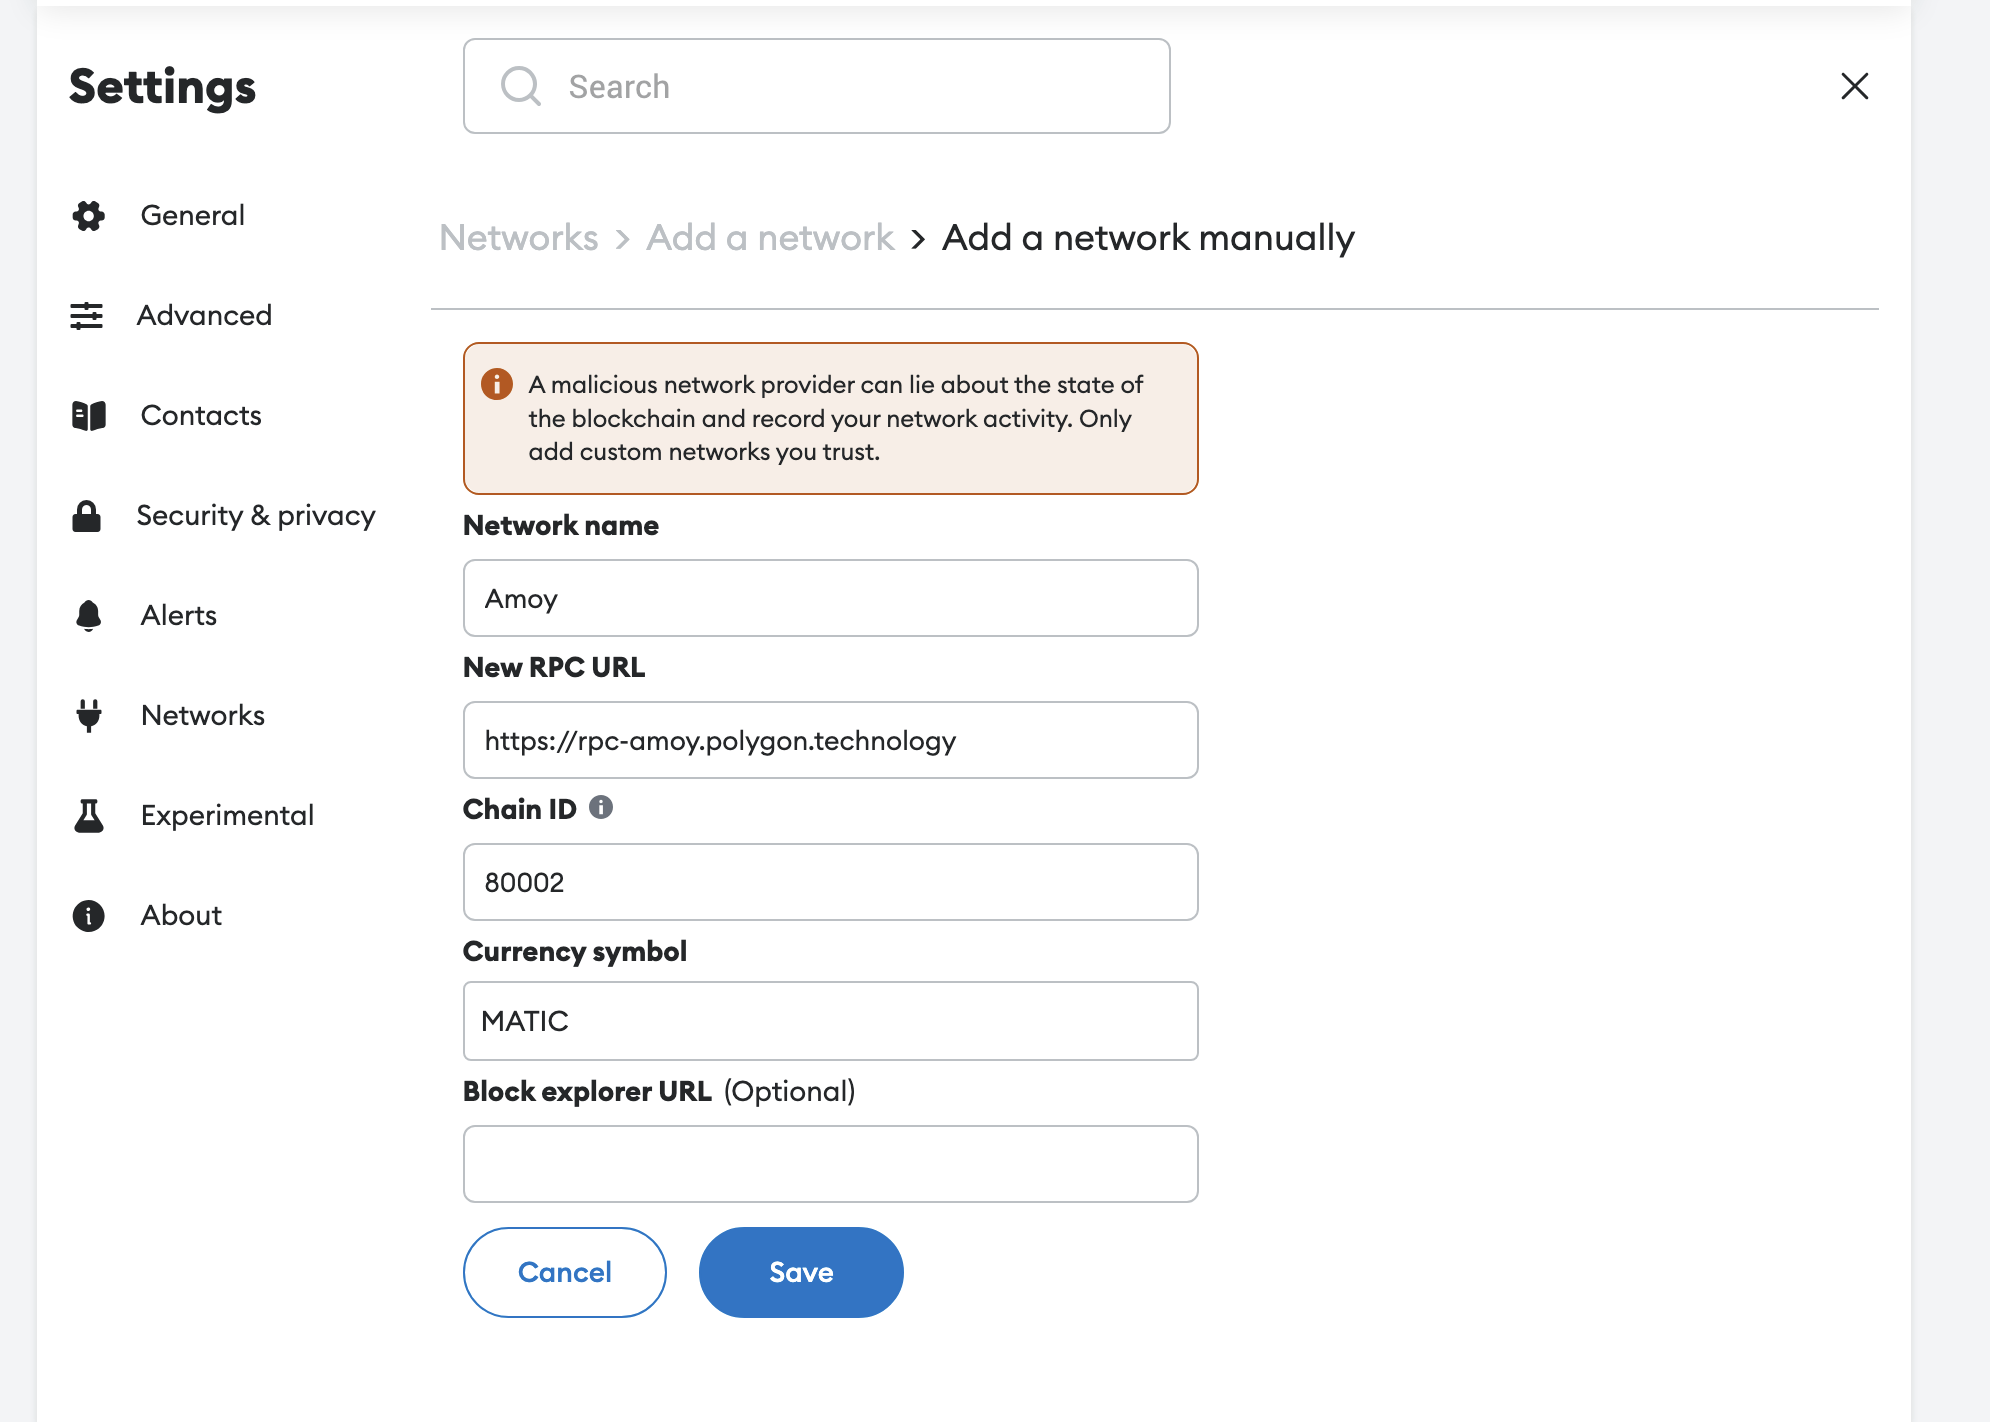 Settings
Search
General
Advanced
Contacts
Security & privacy
Alerts
Networks
Experimental
About
Networks > Add a network > Add a network manually
A malicious network provider can lie about the state of
the blockchain and record your network activity. Only
add custom networks you trust.
Network name
Amoy
New RPC URL
https://rpc-amoy.polygon.technology
Chain ID
80002
Currency symbol
MATIC
Block explorer URL (Optional)
Cancel
Save